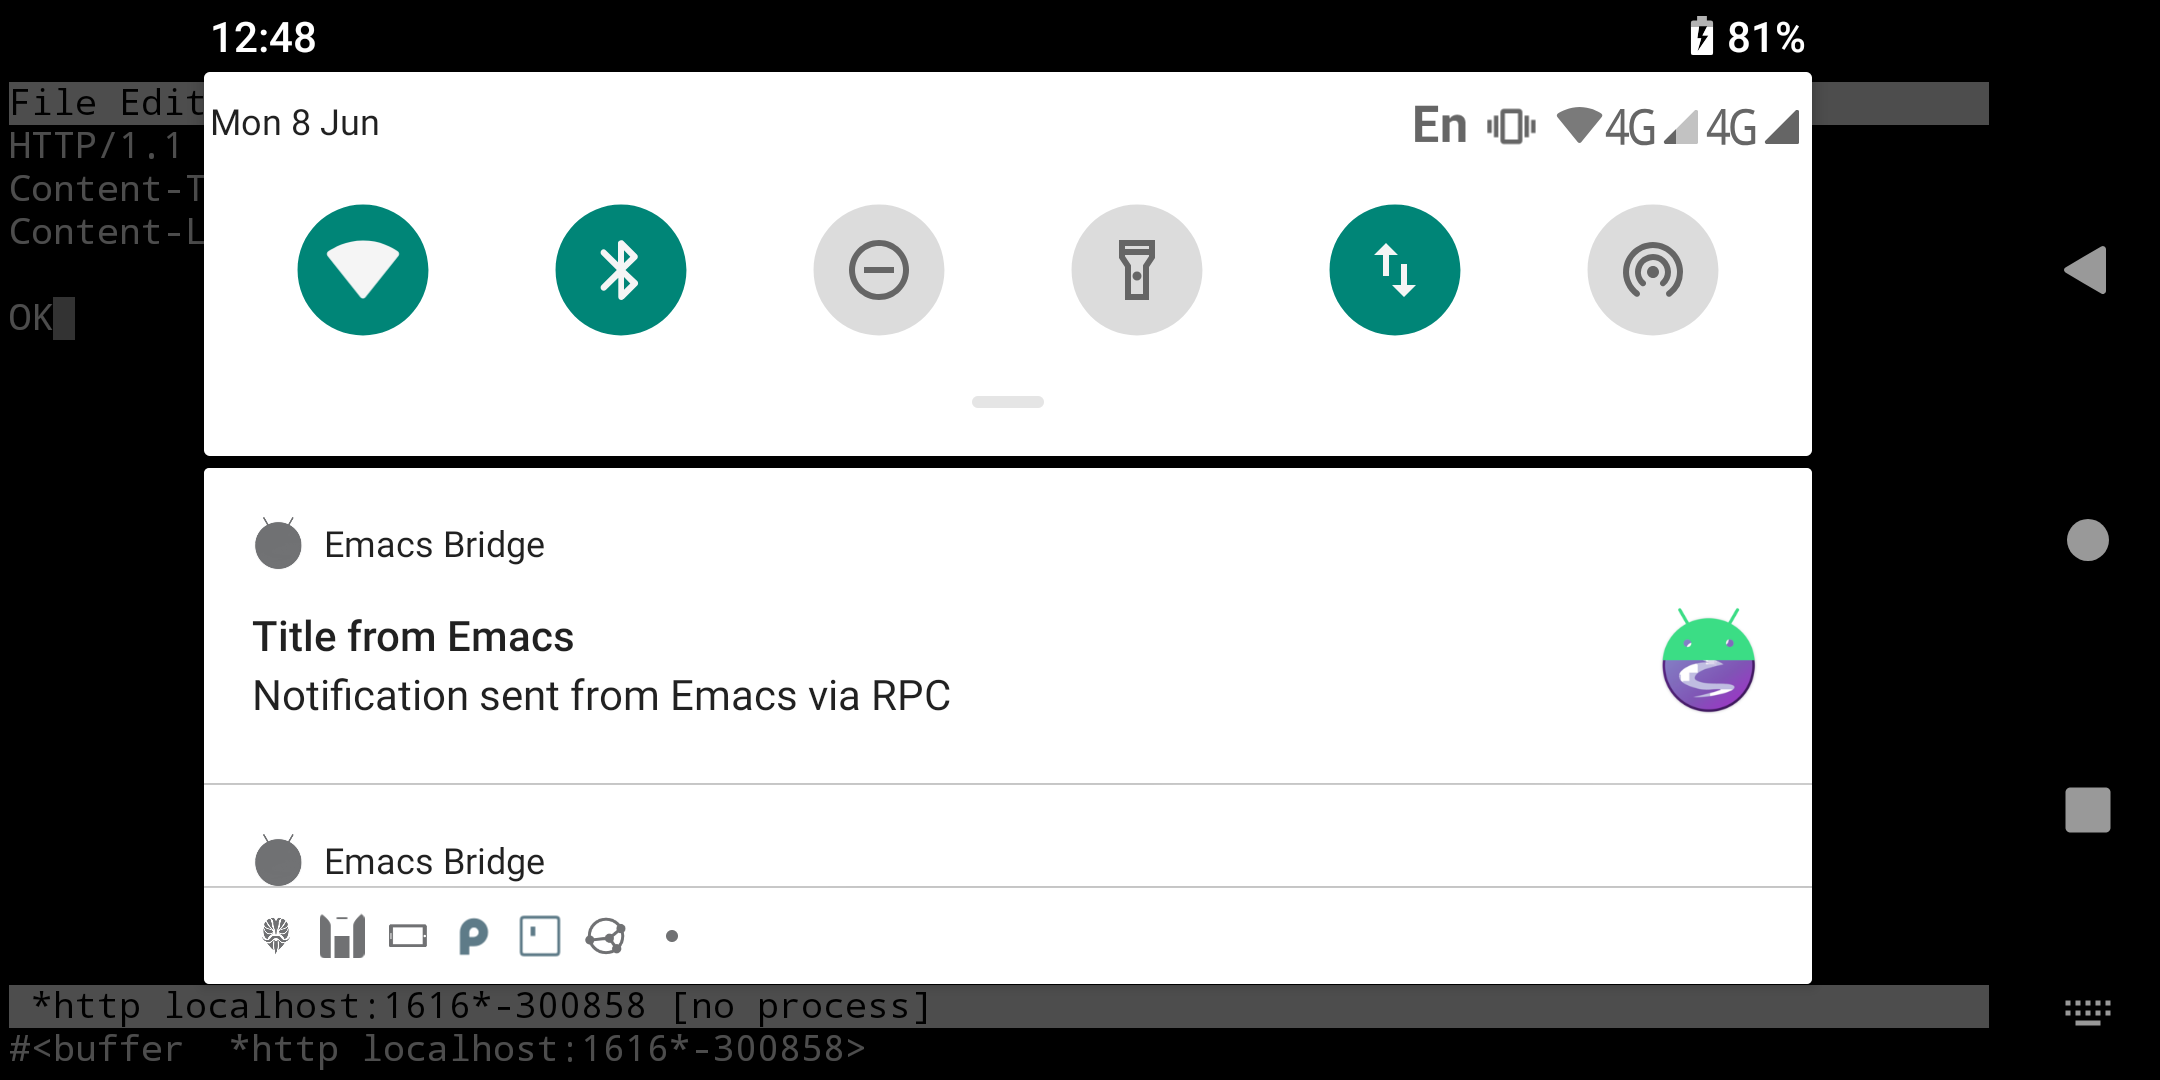 12:48
81%
File Edit
Mon 8 Jun
En
4G
4G
HTTP/1.1
Content-T
Content-L
OK
Emacs Bridge
Title from Emacs
Notification sent from Emacs via RPC
Emacs Bridge
*http localhost:1616*-300858 [no process]
#<buffer  *http localhost:1616*-300858>